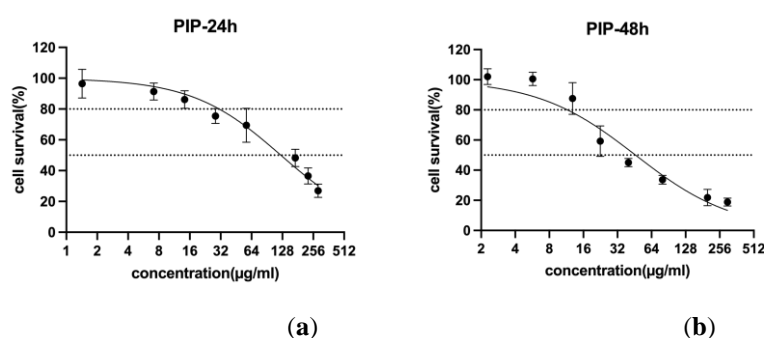 PIP-24h
cell survival(%)
120
100
80
60
40
20
0
1 2 4 8 16 32 64 128 256 512
concentration(μg/ml)
(a)
PIP-48h
cell survival(%)
120
100
80
60
40
20
0
2 4 8 16 32 64 128 256 512
concentration(μg/ml)
(b)